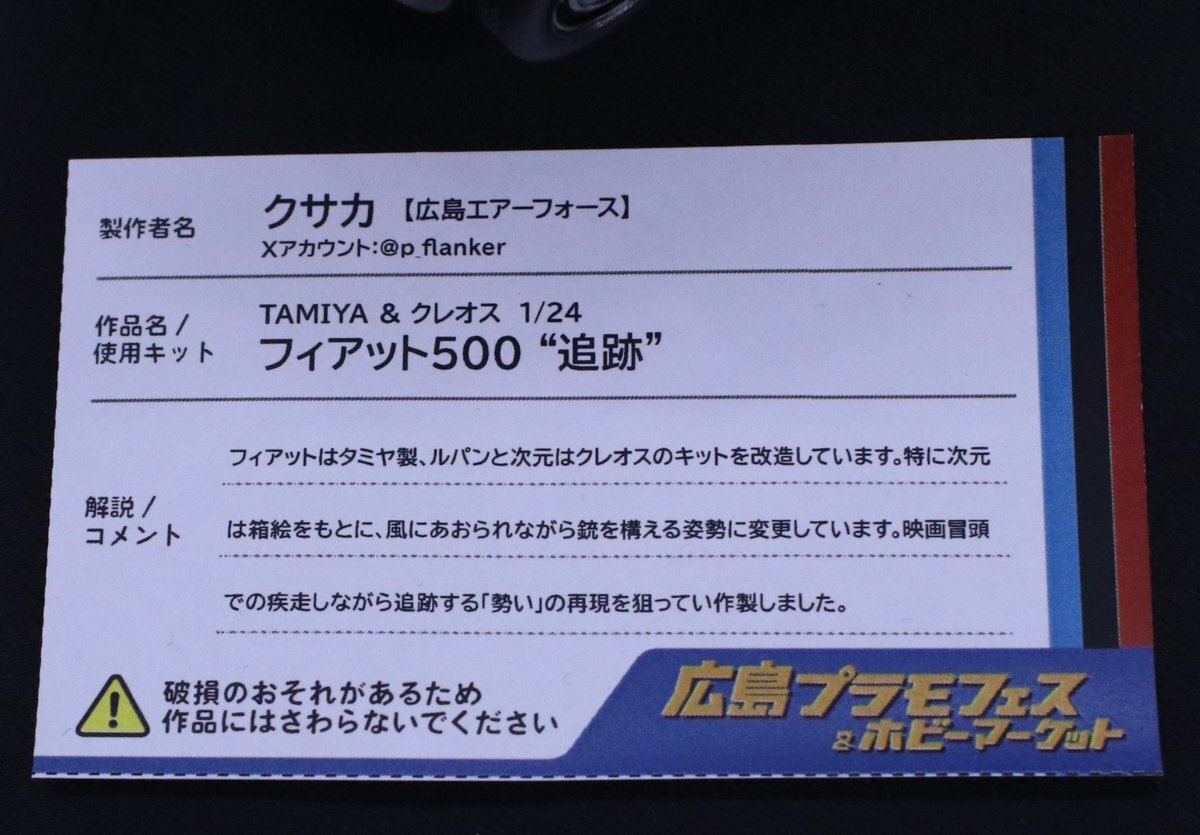 製作者名
クサカ 【広島エアーフォース】
Xアカウント:@p_flanker
作品名/
使用キット
TAMIYA & クレオス 1/24
フィアット500 “追跡”
解説/
コメント
フィアットはタミヤ製、ルパンと次元はクレオスのキットを改造しています。特に次元
は箱絵をもとに、風にあおられながら銃を構える姿勢に変更しています。映画冒頭
での疾走しながら追跡する「勢い」の再現を狙ってい作製しました。
破損のおそれがあるため
作品にはさわらないでください
広島プラモフェス
&ホビーマーケット